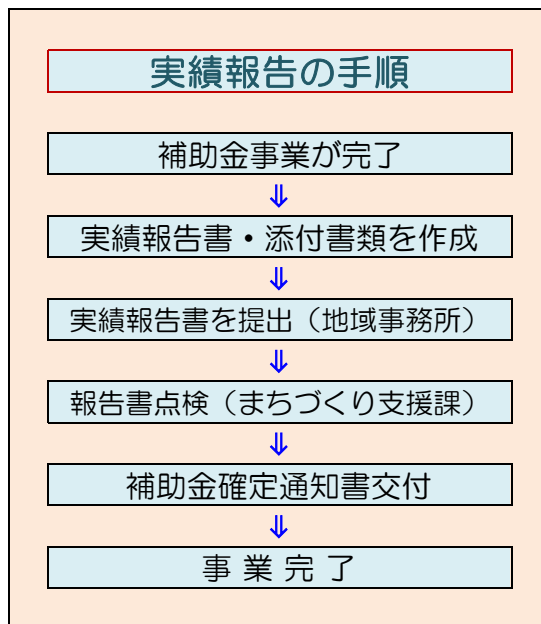 実績報告の手順
補助金事業が完了
⇓
実績報告書・添付書類を作成
⇓
実績報告書を提出（地域事務所）
⇓
報告書点検（まちづくり支援課）
⇓
補助金確定通知書交付
⇓
事 業 完 了